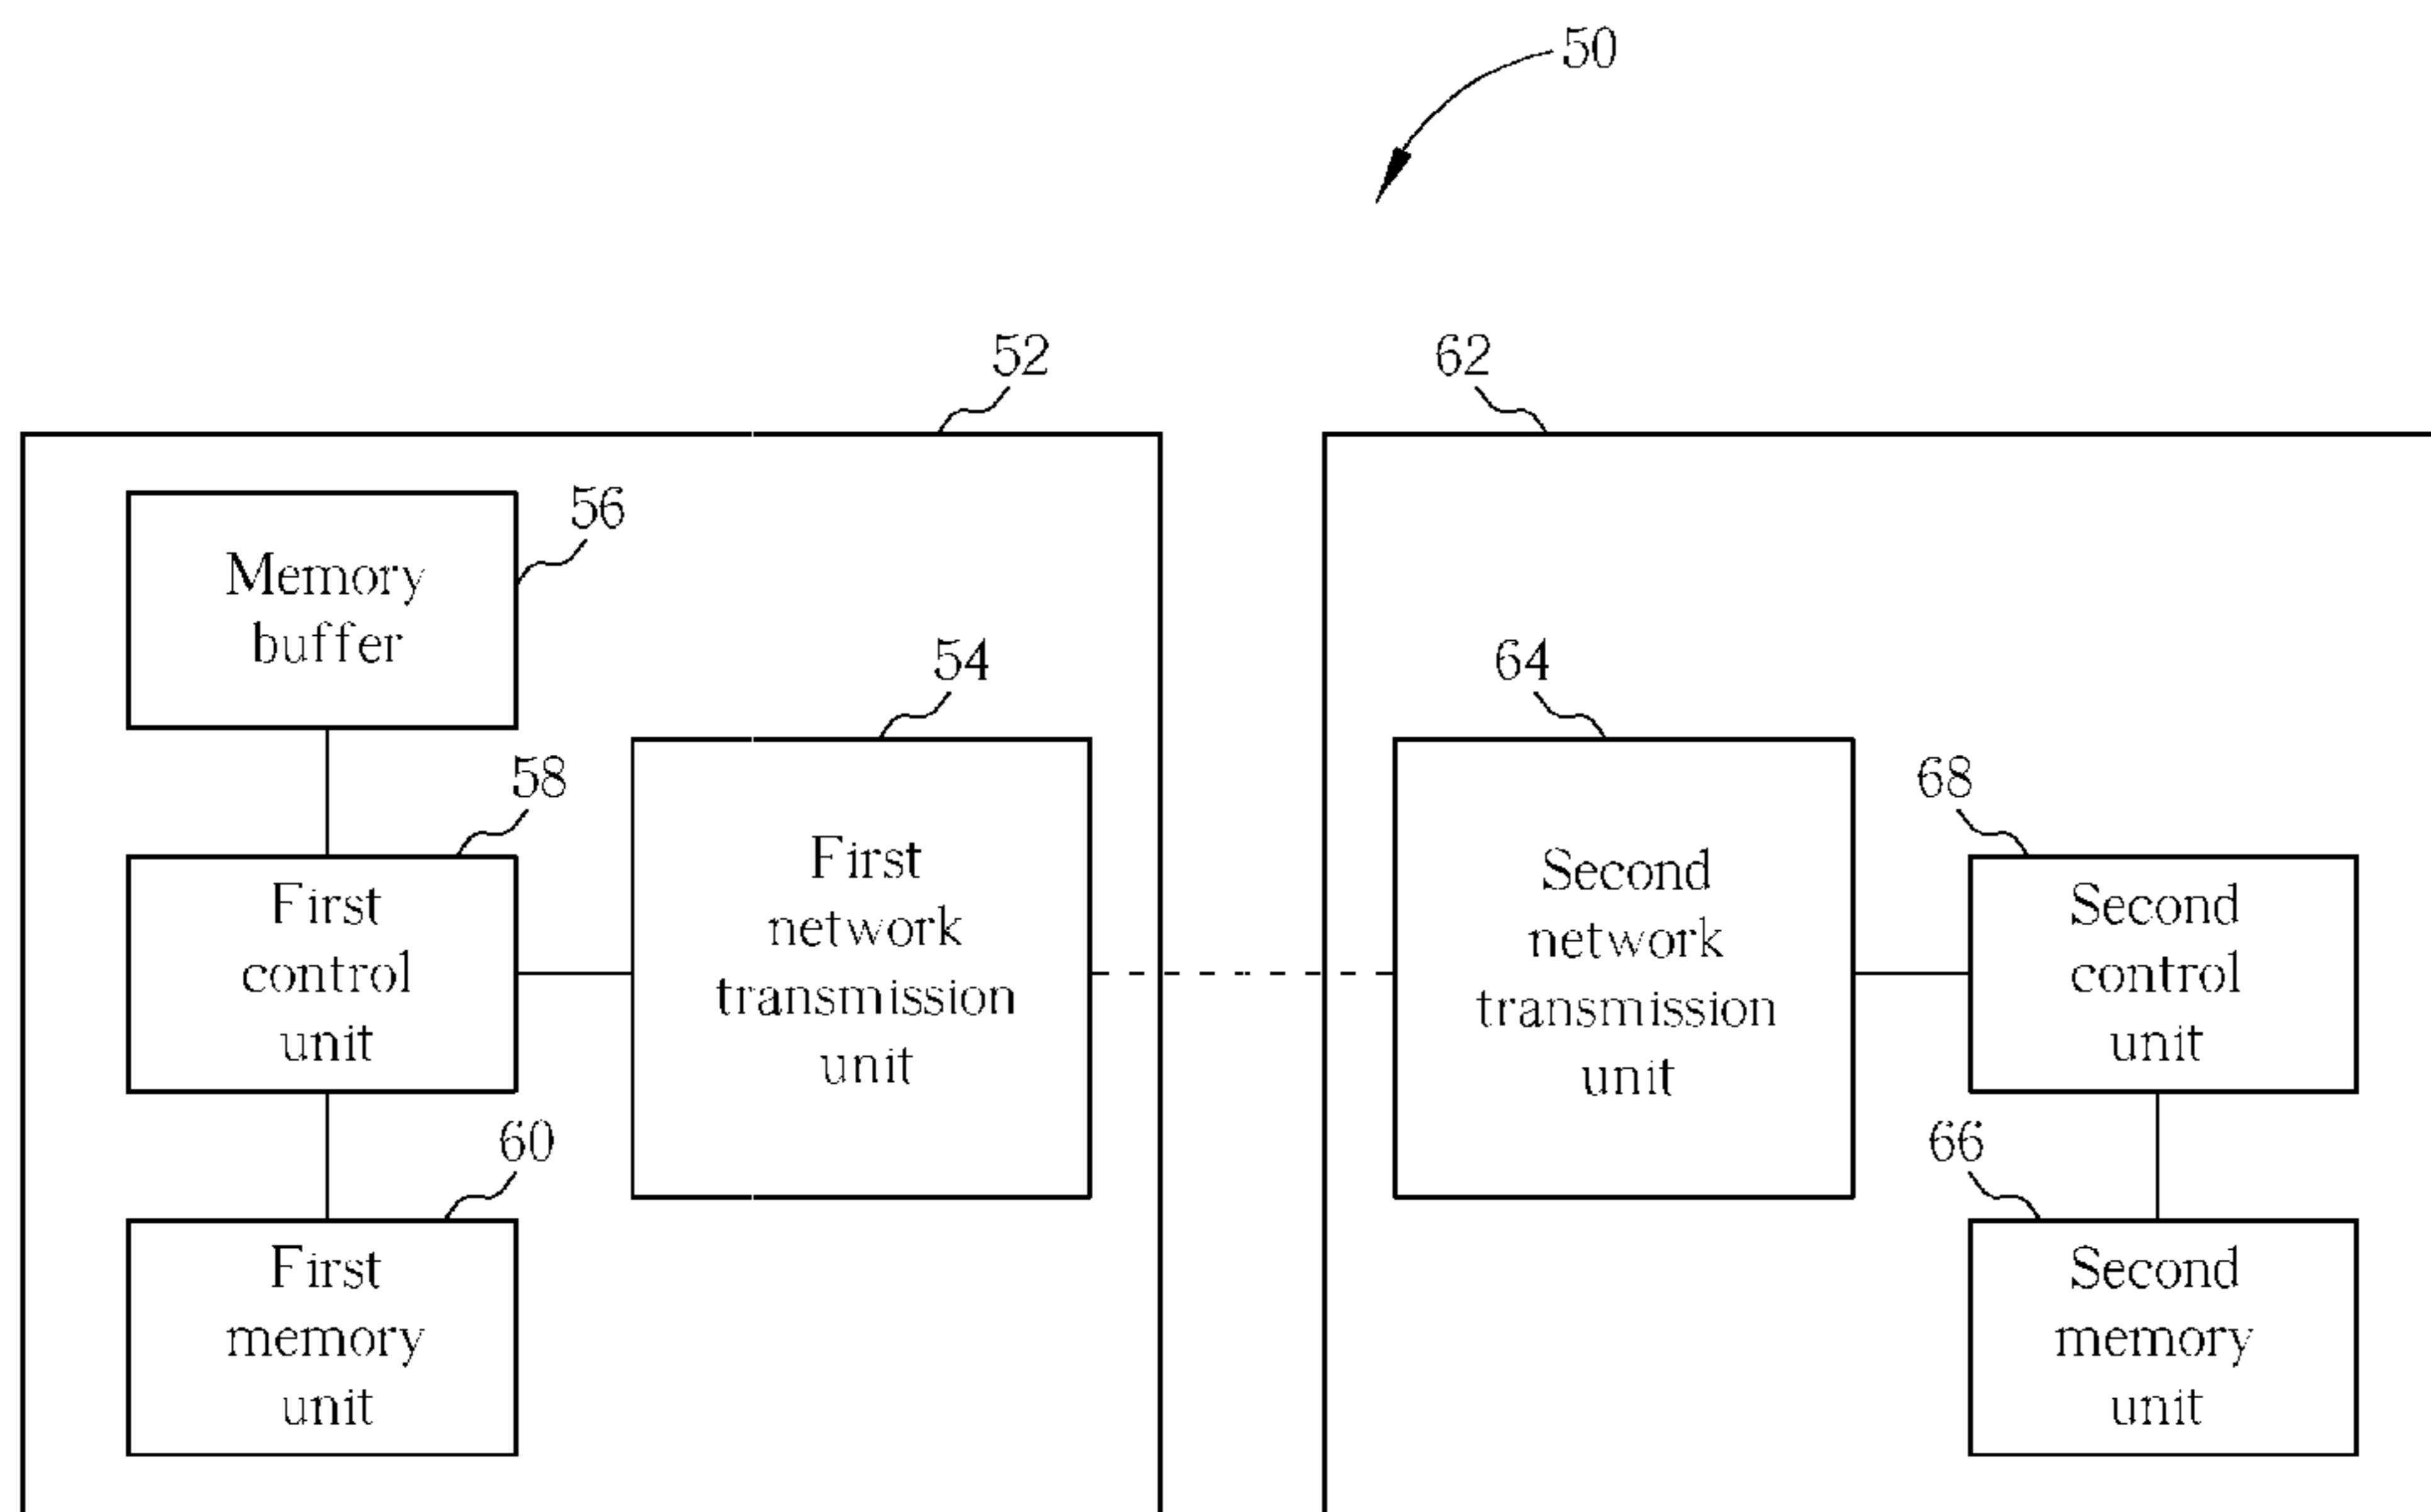 50
52
62
56
Memory
buffer
54
64
58
68
First
control
unit
First
network
transmission
unit
Second
network
transmission
unit
Second
control
unit
60
66
First
memory
unit
Second
memory
unit